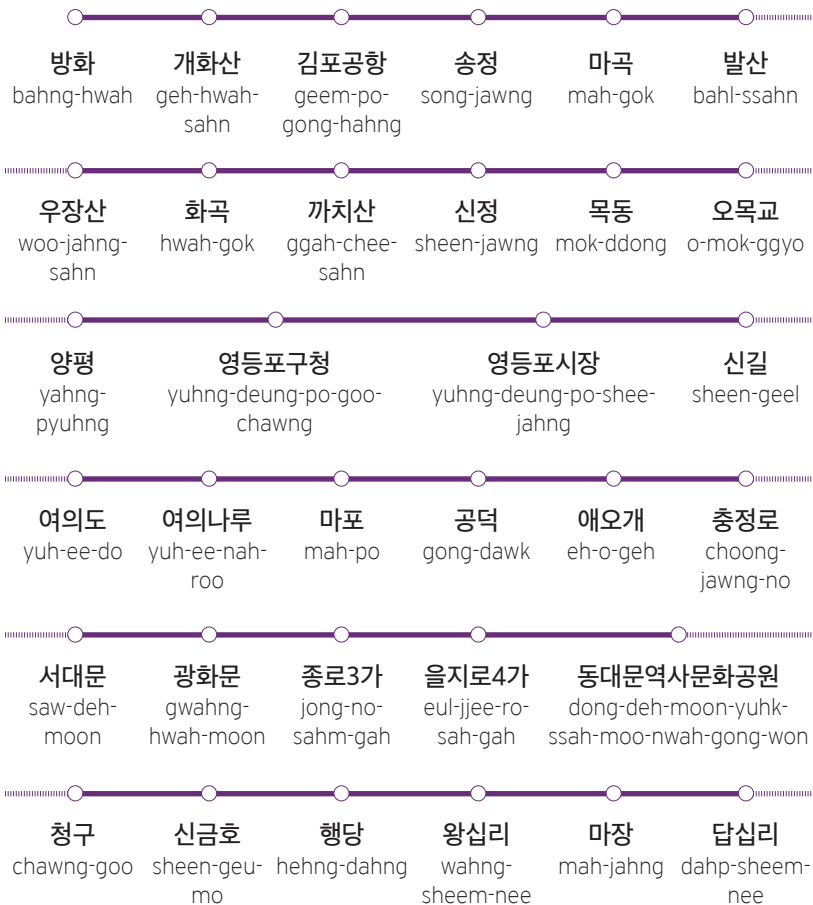 방화 개화산 김포공항 송정 마곡 발산
bahng-hwah geh-hwah- geem-po- song-jawng mah-gok bahl-ssahn
sahn gong-hahng
우장산 화곡 까치산 신정 목동 오목교
woo-jahng- hwah-gok ggah-chee- sheen-jawng mok-ddong o-mok-ggyo
sahn sahn
양평 영등포구청 영등포시장 신길
yahng- yuhng-deung-po-goo- yuhng-deung-po-shee- sheen-geel
pyuhng chawng jahng
여의도 여의나루 마포 공덕 애오개 충정로
yuh-ee-do yuh-ee-nah- mah-po gong-dawk eh-o-geh choong-
roo jawng-no
서대문 광화문 종로3가 을지로4가 동대문역사문화공원
saw-deh- gwahng- jong-no- eul-jjee-ro- dong-deh-moon-yuhk-
moon hwah-moon sahm-gah sah-gah ssah-moo-nwah-gong-won
청구 신금호 행당 왕십리 마장 답십리
chawng-goo sheen-geu- hehng-dahng wahng- mah-jahng dahp-sheem-
mo sheem-nee nee